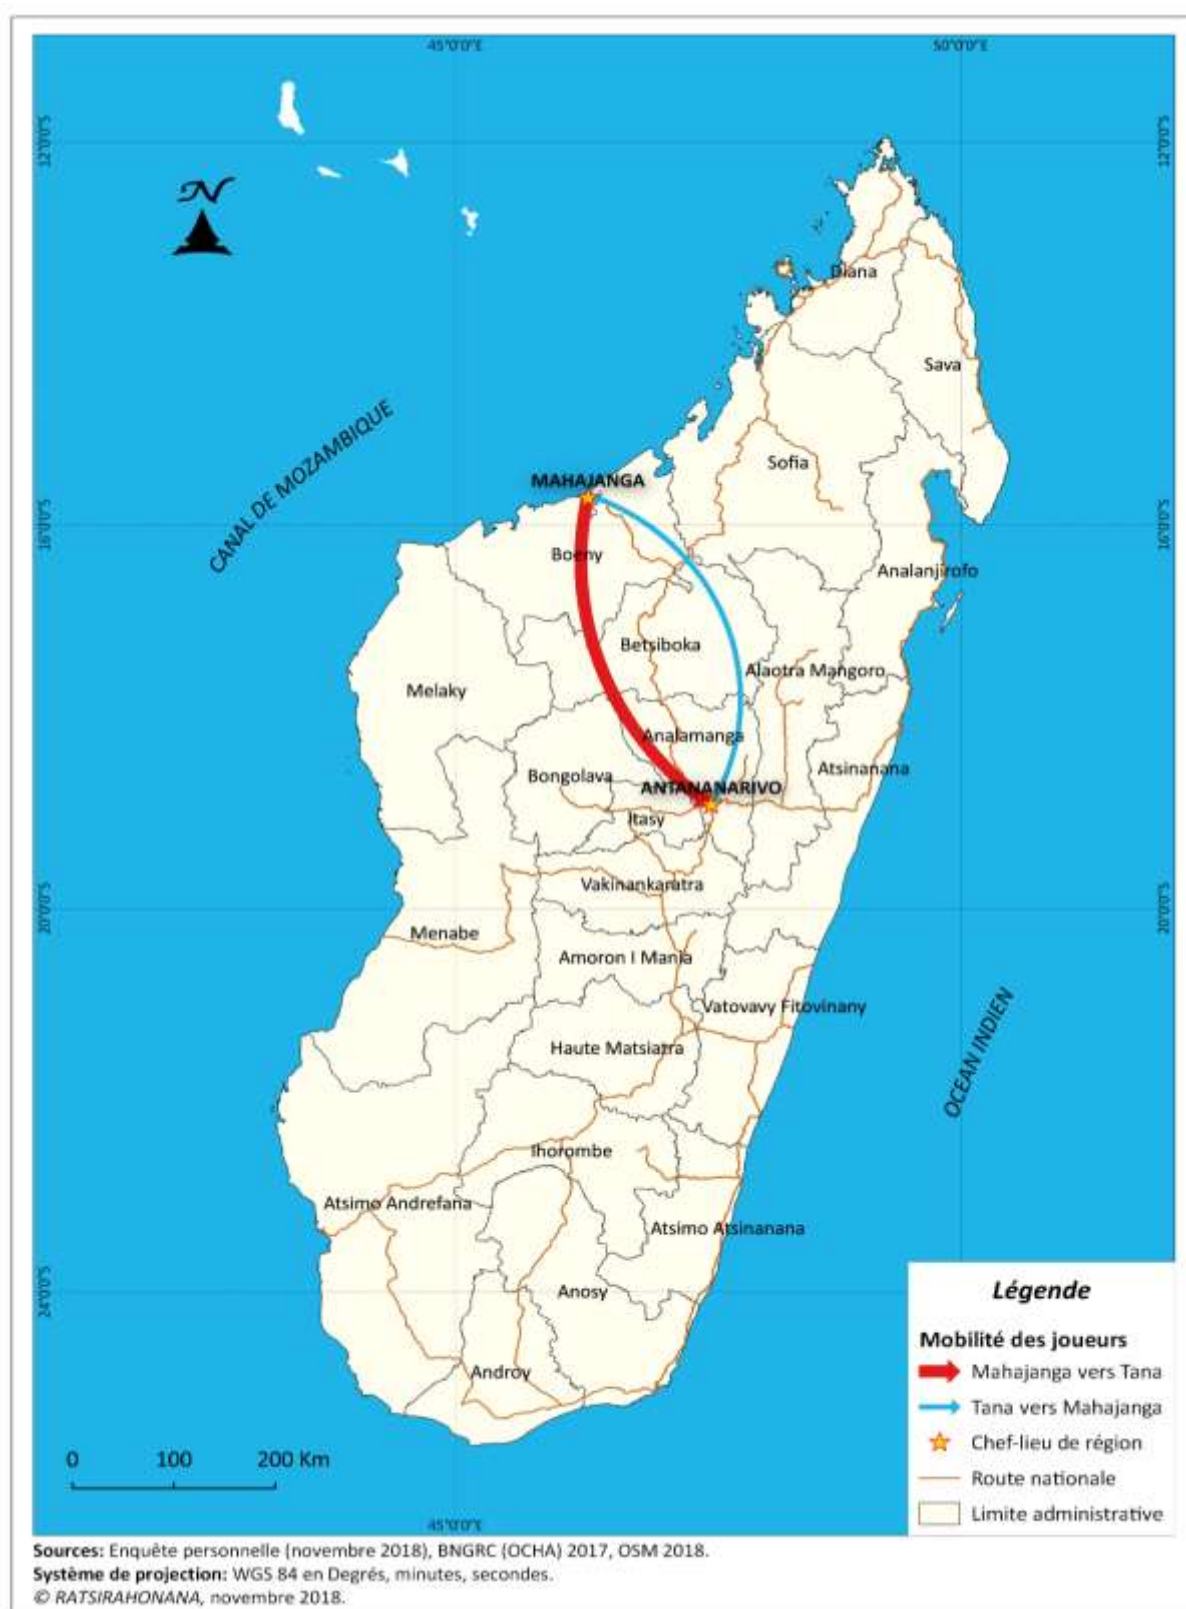 45°0'0"E
50°0'0"E
12°0'0"S
12°0'0"S
N
Diana
Sava
CANAL DE MOZAMBIQUE
Sofia
MAHAJANGA
16°0'0"S
16°0'0"S
Boeny
Analanjirofo
Betsiboka
Alaotra Mangoro
Melaky
Analamanga
Atsinanana
Bongolava
ANTANANARIVO
Itasy
Vakinankaratra
20°0'0"S
20°0'0"S
Menabe
Amoron I Mania
Vatovavy Fitovinany
Haute Matsiatra
OCEAN INDIEN
Ihorombe
Atsimo Andrefana
Atsimo Atsinanana
24°0'0"S
Anosy
Androy
Légende
Mobilité des joueurs
Mahajanga vers Tana
Tana vers Mahajanga
Chef-lieu de région
Route nationale
Limite administrative
0 100 200 Km
45°0'0"E
Sources: Enquête personnelle (novembre 2018), BNGRC (OCHA) 2017, OSM 2018.
Système de projection: WGS 84 en Degrés, minutes, secondes.
© RATSIRAHONANA, novembre 2018.